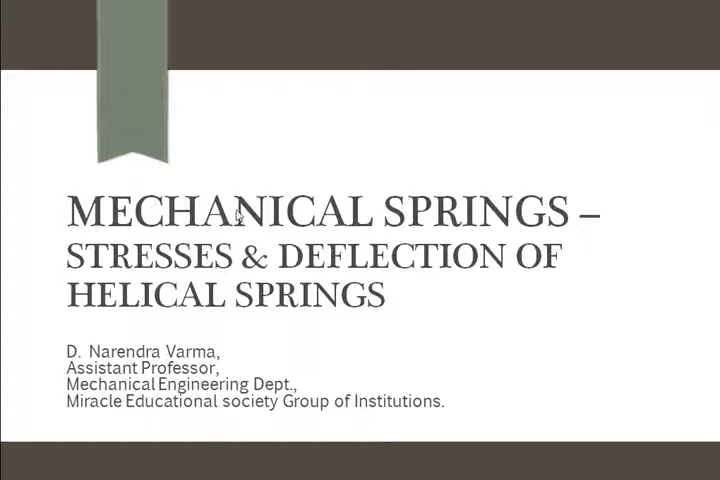 MECHANICAL SPRINGS –
STRESSES & DEFLECTION OF
HELICAL SPRINGS
D. Narendra Varma,
Assistant Professor,
Mechanical Engineering Dept.,
Miracle Educational society Group of Institutions.